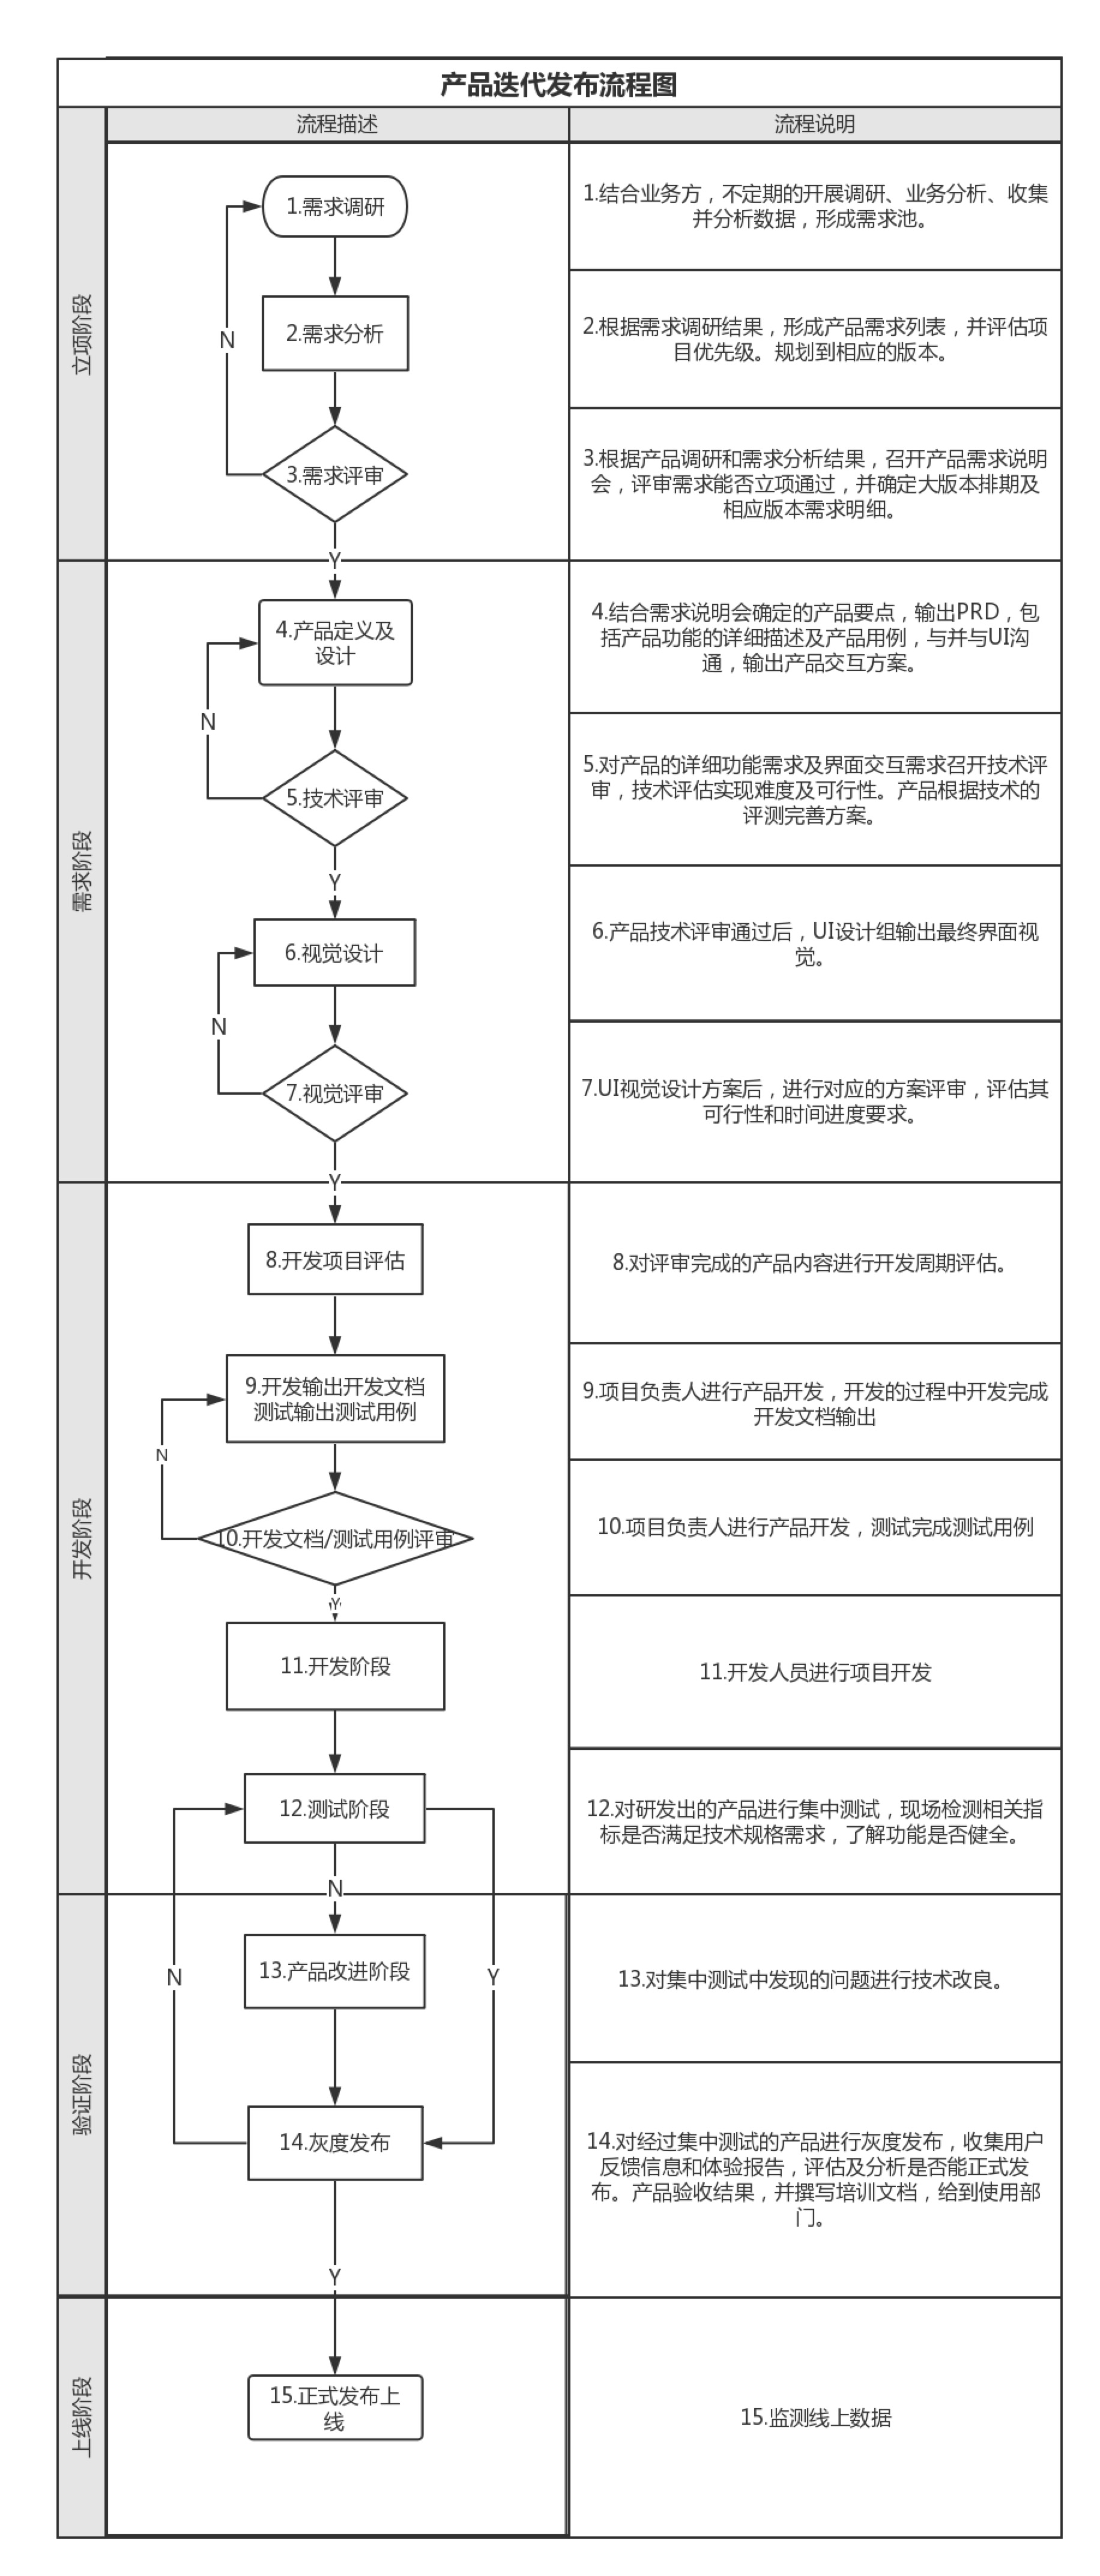 产品迭代发布流程图
流程描述
流程说明
立项阶段
1.需求调研
N
2.需求分析
3.需求评审
Y
1.结合业务方，不定期的开展调研、业务分析、收集
并分析数据，形成需求池。
2.根据需求调研结果，形成产品需求列表，并评估项
目优先级。规划到相应的版本。
3.根据产品调研和需求分析结果，召开产品需求说明
会，评审需求能否立项通过，并确定大版本排期及
相应版本需求明细。
需求阶段
4.产品定义及
设计
N
5.技术评审
Y
6.视觉设计
N
7.视觉评审
Y
4.结合需求说明会确定的产品要点，输出PRD，包
括产品功能的详细描述及产品用例，与并与UI沟
通，输出产品交互方案。
5.对产品的详细功能需求及界面交互需求召开技术评
审，技术评估实现难度及可行性。产品根据技术的
评测完善方案。
6.产品技术评审通过后，UI设计组输出最终界面视
觉。
7.UI视觉设计方案后，进行对应的方案评审，评估其
可行性和时间进度要求。
开发阶段
8.开发项目评估
9.开发输出开发文档
测试输出测试用例
N
10.开发文档/测试用例评审
Y
11.开发阶段
12.测试阶段
N
8.对评审完成的产品内容进行开发周期评估。
9.项目负责人进行产品开发，开发的过程中开发完成
开发文档输出
10.项目负责人进行产品开发，测试完成测试用例
11.开发人员进行项目开发
12.对研发出的产品进行集中测试，现场检测相关指
标是否满足技术规格需求，了解功能是否健全。
验证阶段
13.产品改进阶段
N
Y
14.灰度发布
Y
13.对集中测试中发现的问题进行技术改良。
14.对经过集中测试的产品进行灰度发布，收集用户
反馈信息和体验报告，评估及分析是否能正式发
布。产品验收结果，并撰写培训文档，给到使用部
门。
上线阶段
15.正式发布上
线
15.监测线上数据